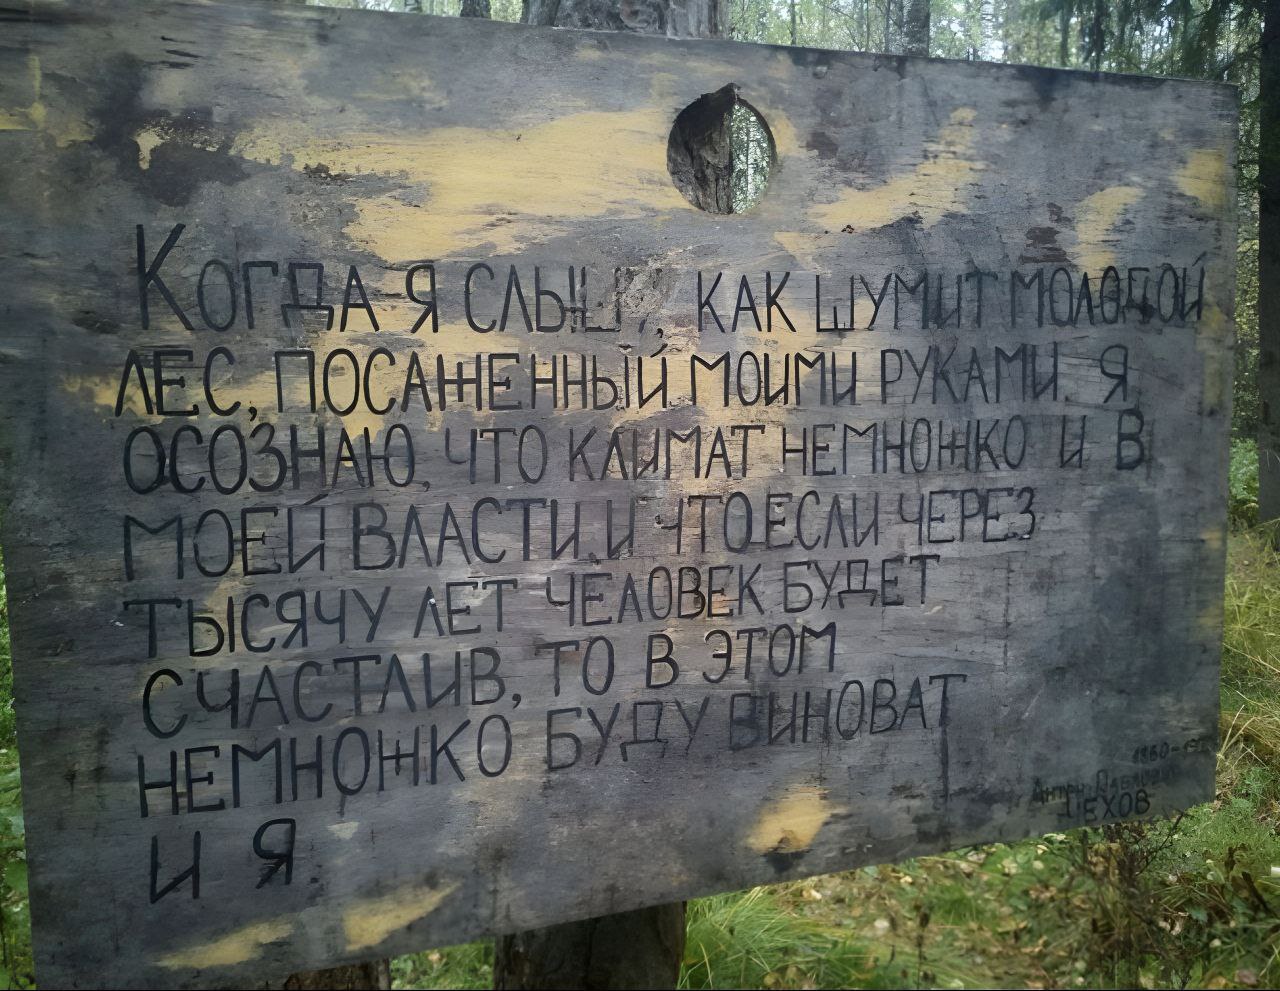 Когда я слышу, как шумит молодой
лес, посаженный моими руками. Я
осознаю, что климат немножко и в
моей власти. и что если через
тысячу лет человек будет
счастлив, то в этом
немножко буду виноват
и я.
1860-
Антон Павлович
Чехов